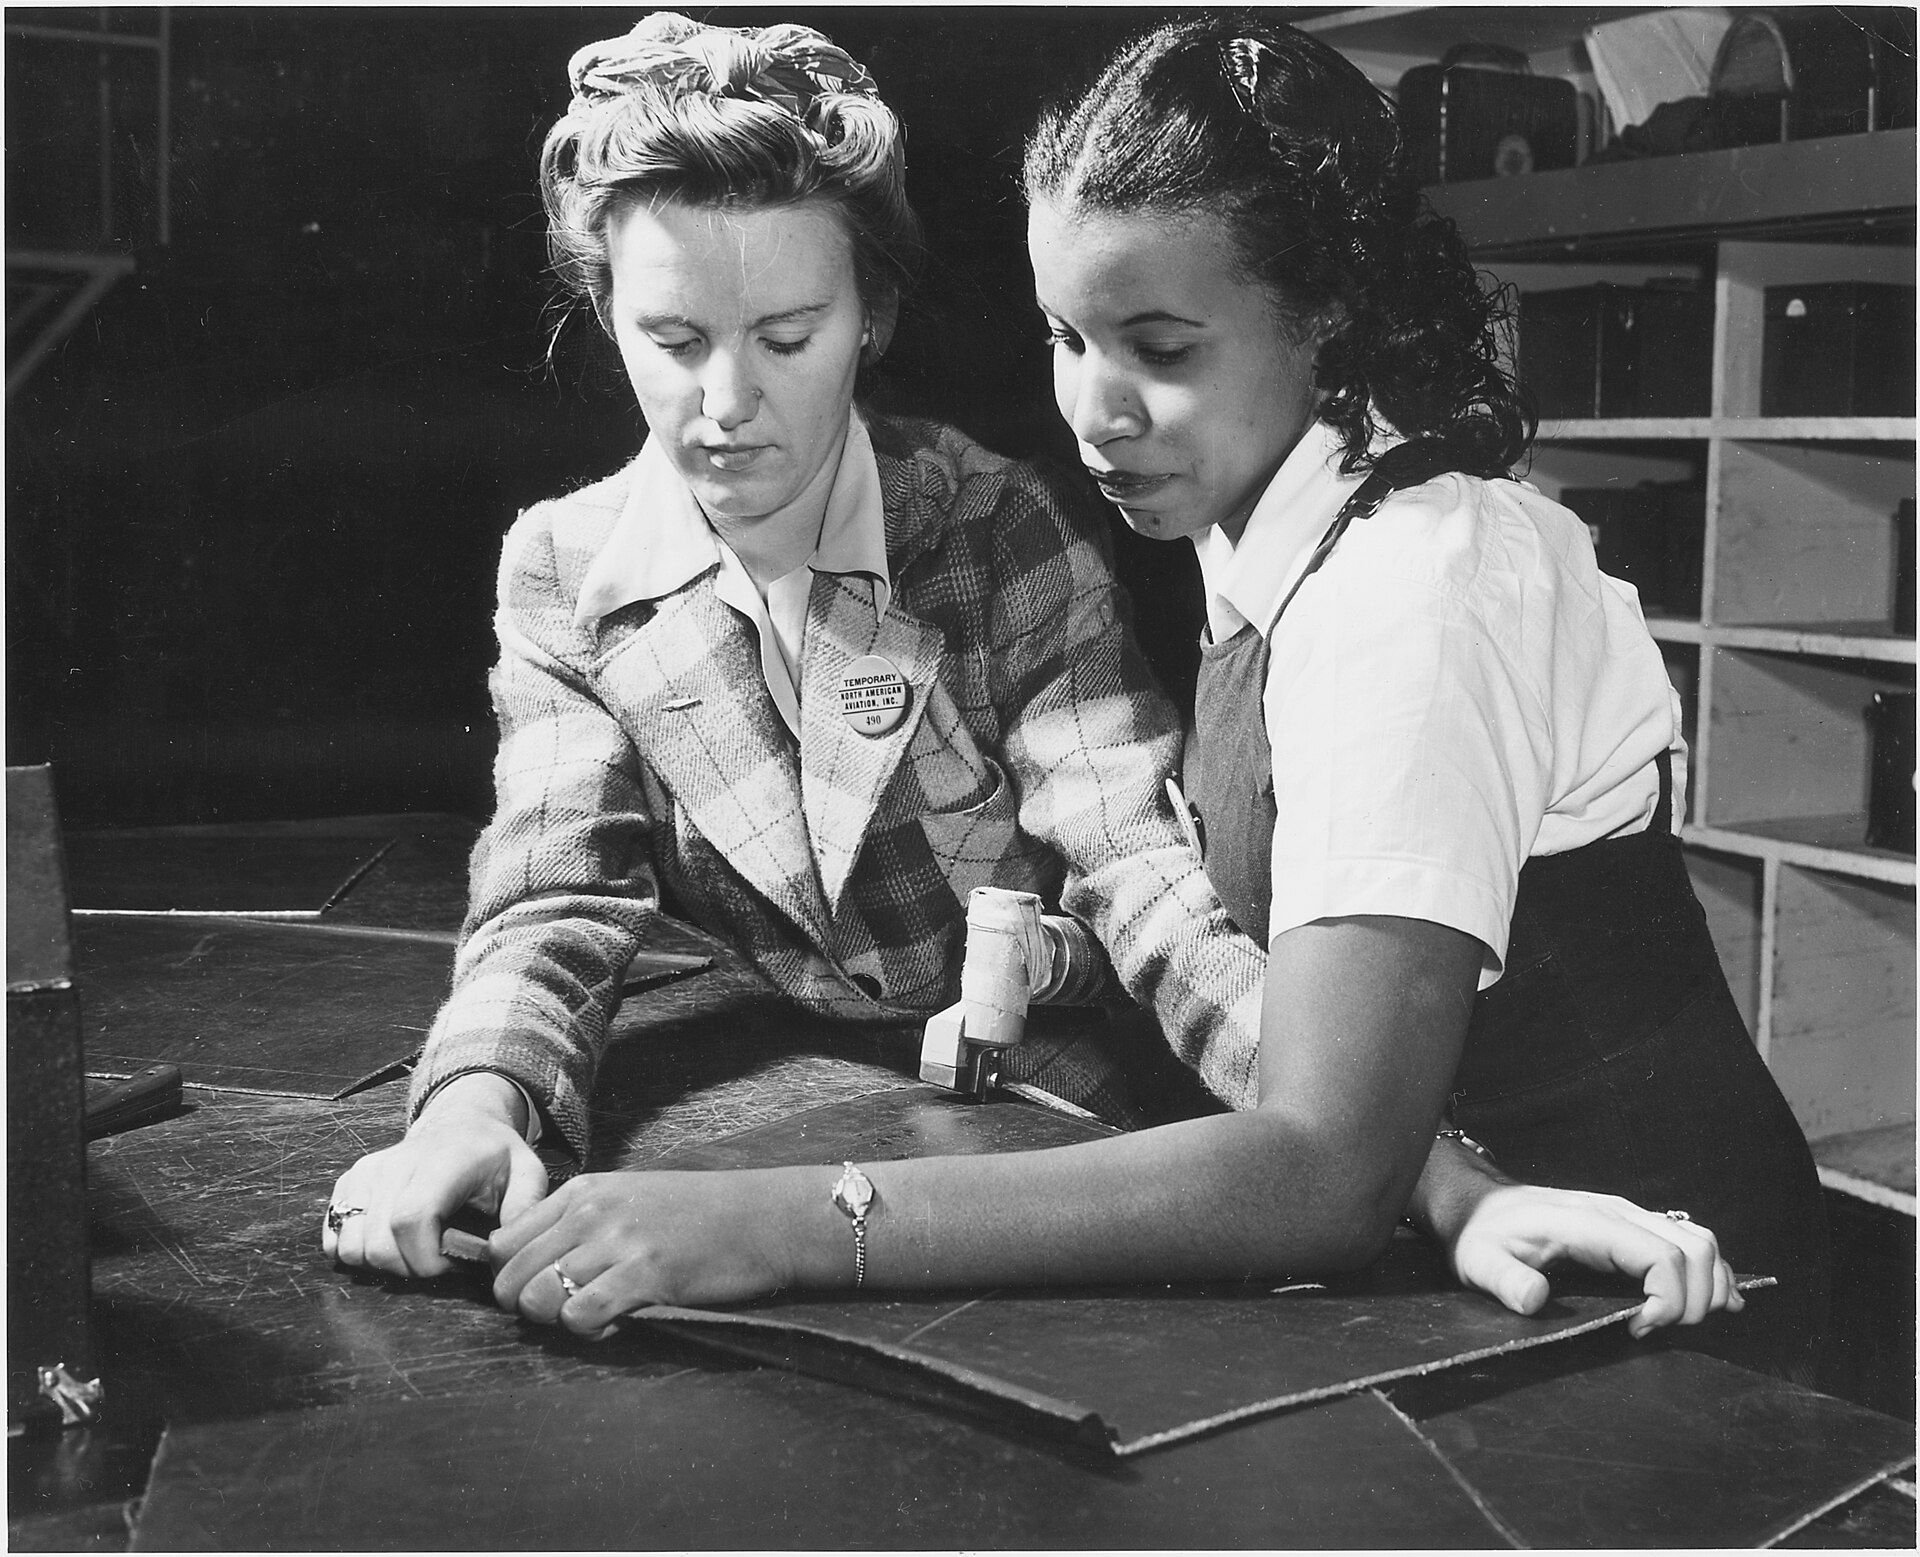 TEMPORARY
NORTH AMERICAN
AVIATION, INC.
490